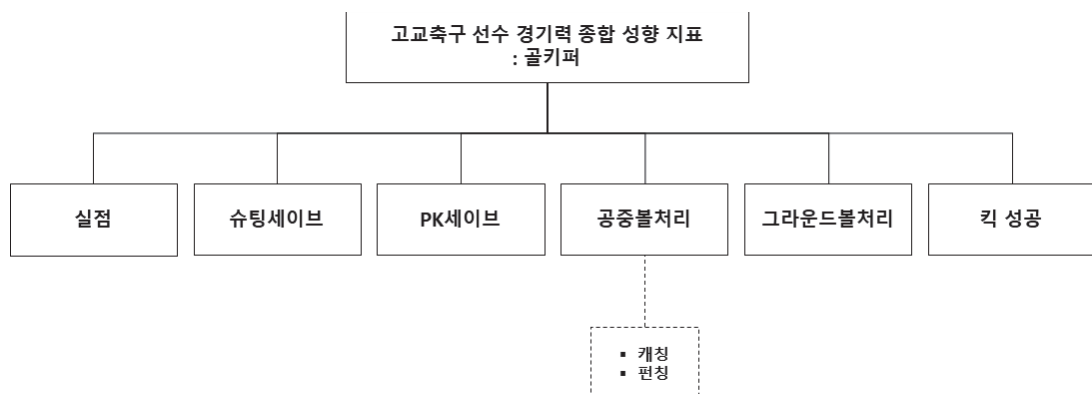 고교축구 선수 경기력 종합 성향 지표
: 골키퍼
실점
슈팅세이브
PK세이브
공중볼처리
그라운드볼처리
킥 성공
▪ 캐칭
▪ 펀칭